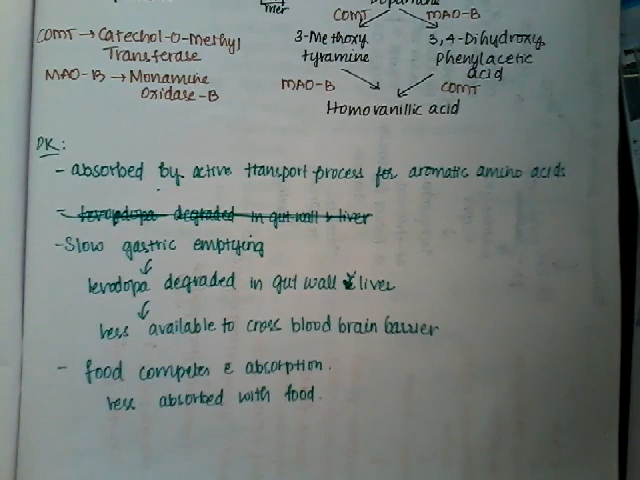 COMT MAO-B
COMT → Catechol-O-Methyl Transferase
MAO-B → Monamine Oxidase-B
3-Methoxy tyramine
3,4-Dihydroxy phenylacetic acid
MAO-B COMT
Homovanillic acid
PK:
- absorbed by active transport process for aromatic amino acids
- levodopa degraded in gut wall & liver
- Slow gastric emptying
↓
levodopa degraded in gut wall & liver
↓
less available to cross blood brain barrier
- food competes c absorption.
less absorbed with food.